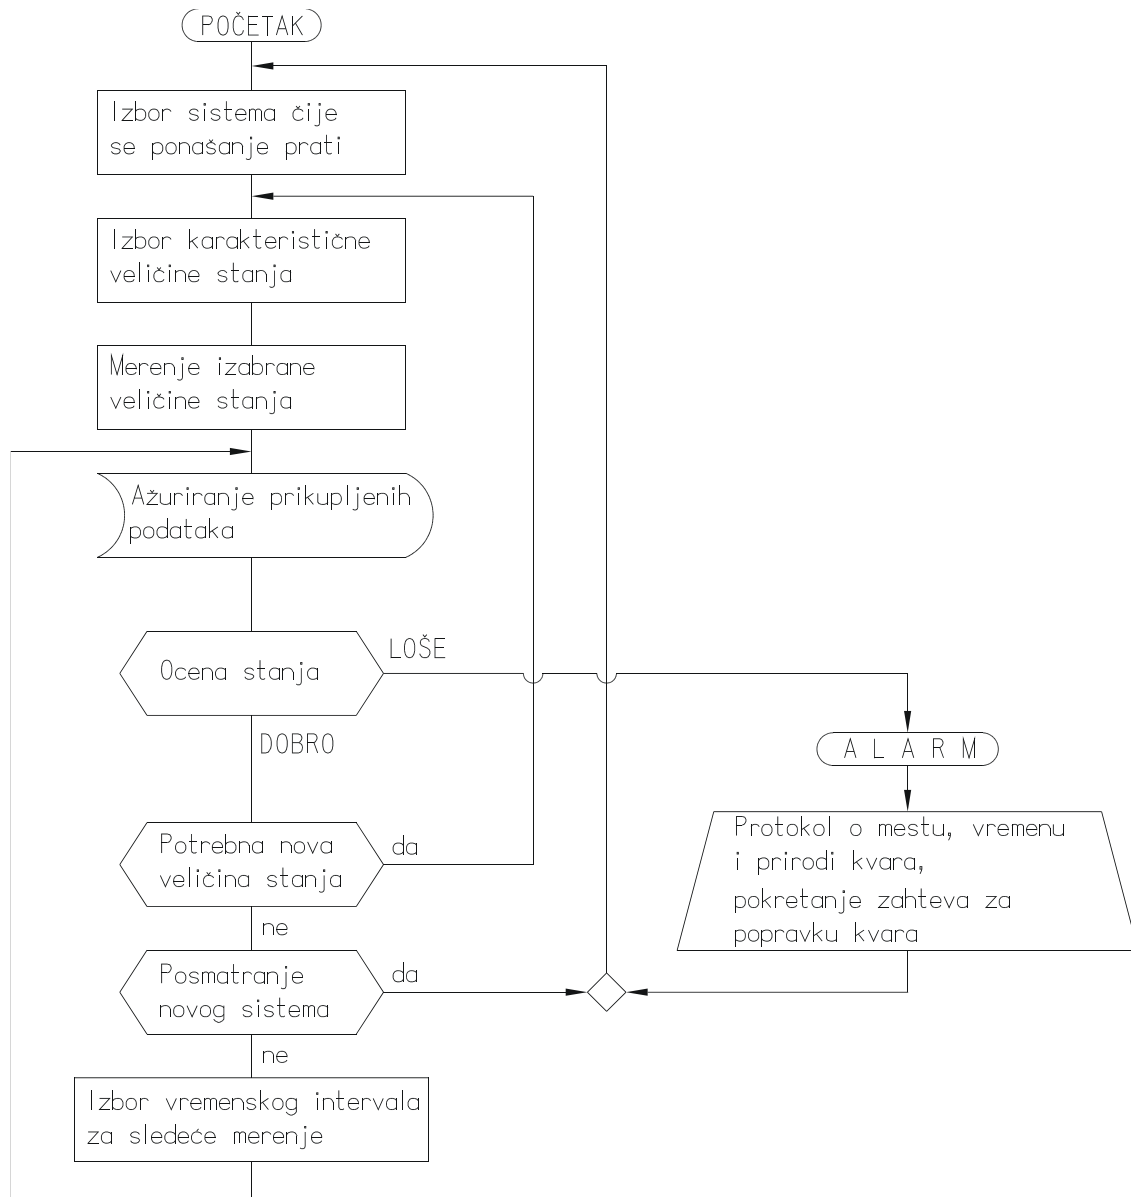 POČETAK
Izbor sistema čije
se ponašanje prati
Izbor karakteristične
veličine stanja
Merenje izabrane
veličine stanja
Ažuriranje prikupljenih
podataka
Ocena stanja
LOŠE
DOBRO
A L A R M
Protokol o mestu, vremenu
i prirodi kvara,
pokretanje zahteva za
popravku kvara
Potrebna nova
veličina stanja
da
ne
Posmatranje
novog sistema
da
ne
Izbor vremenskog intervala
za sledeće merenje